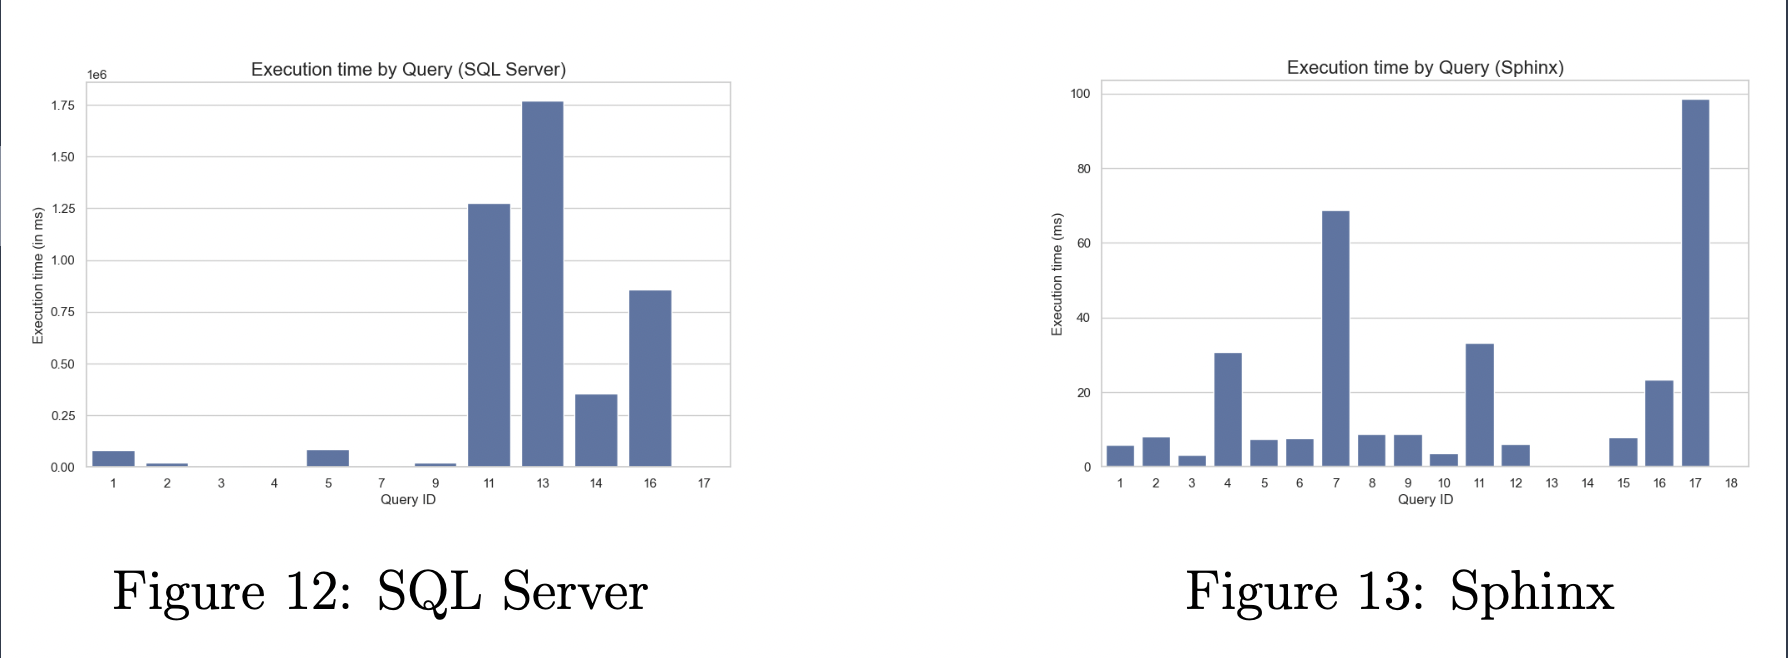 Execution time by Query (SQL Server)
1e6
1.75
1.50
1.25
1.00
0.75
0.50
0.25
0.00
Execution time (in ms)
1 2 3 4 5 7 9 11 13 14 16 17
Query ID
Figure 12: SQL Server
Execution time by Query (Sphinx)
100
80
60
40
20
0
Execution time (ms)
1 2 3 4 5 6 7 8 9 10 11 12 13 14 15 16 17 18
Query ID
Figure 13: Sphinx